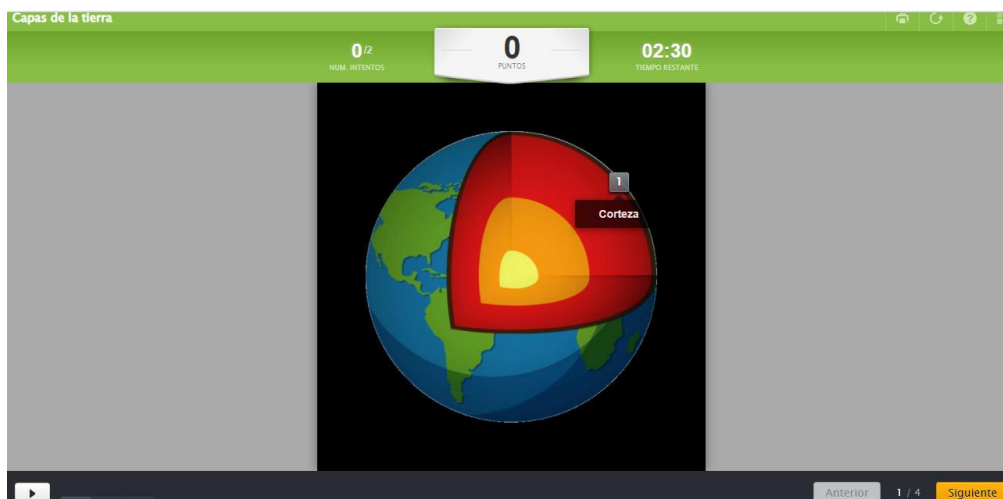 Capas de la tierra
0/2
NUM. INTENTOS
0
PUNTOS
02:30
TIEMPO RESTANTE
1
Corteza
Anterior
1 / 4
Siguiente